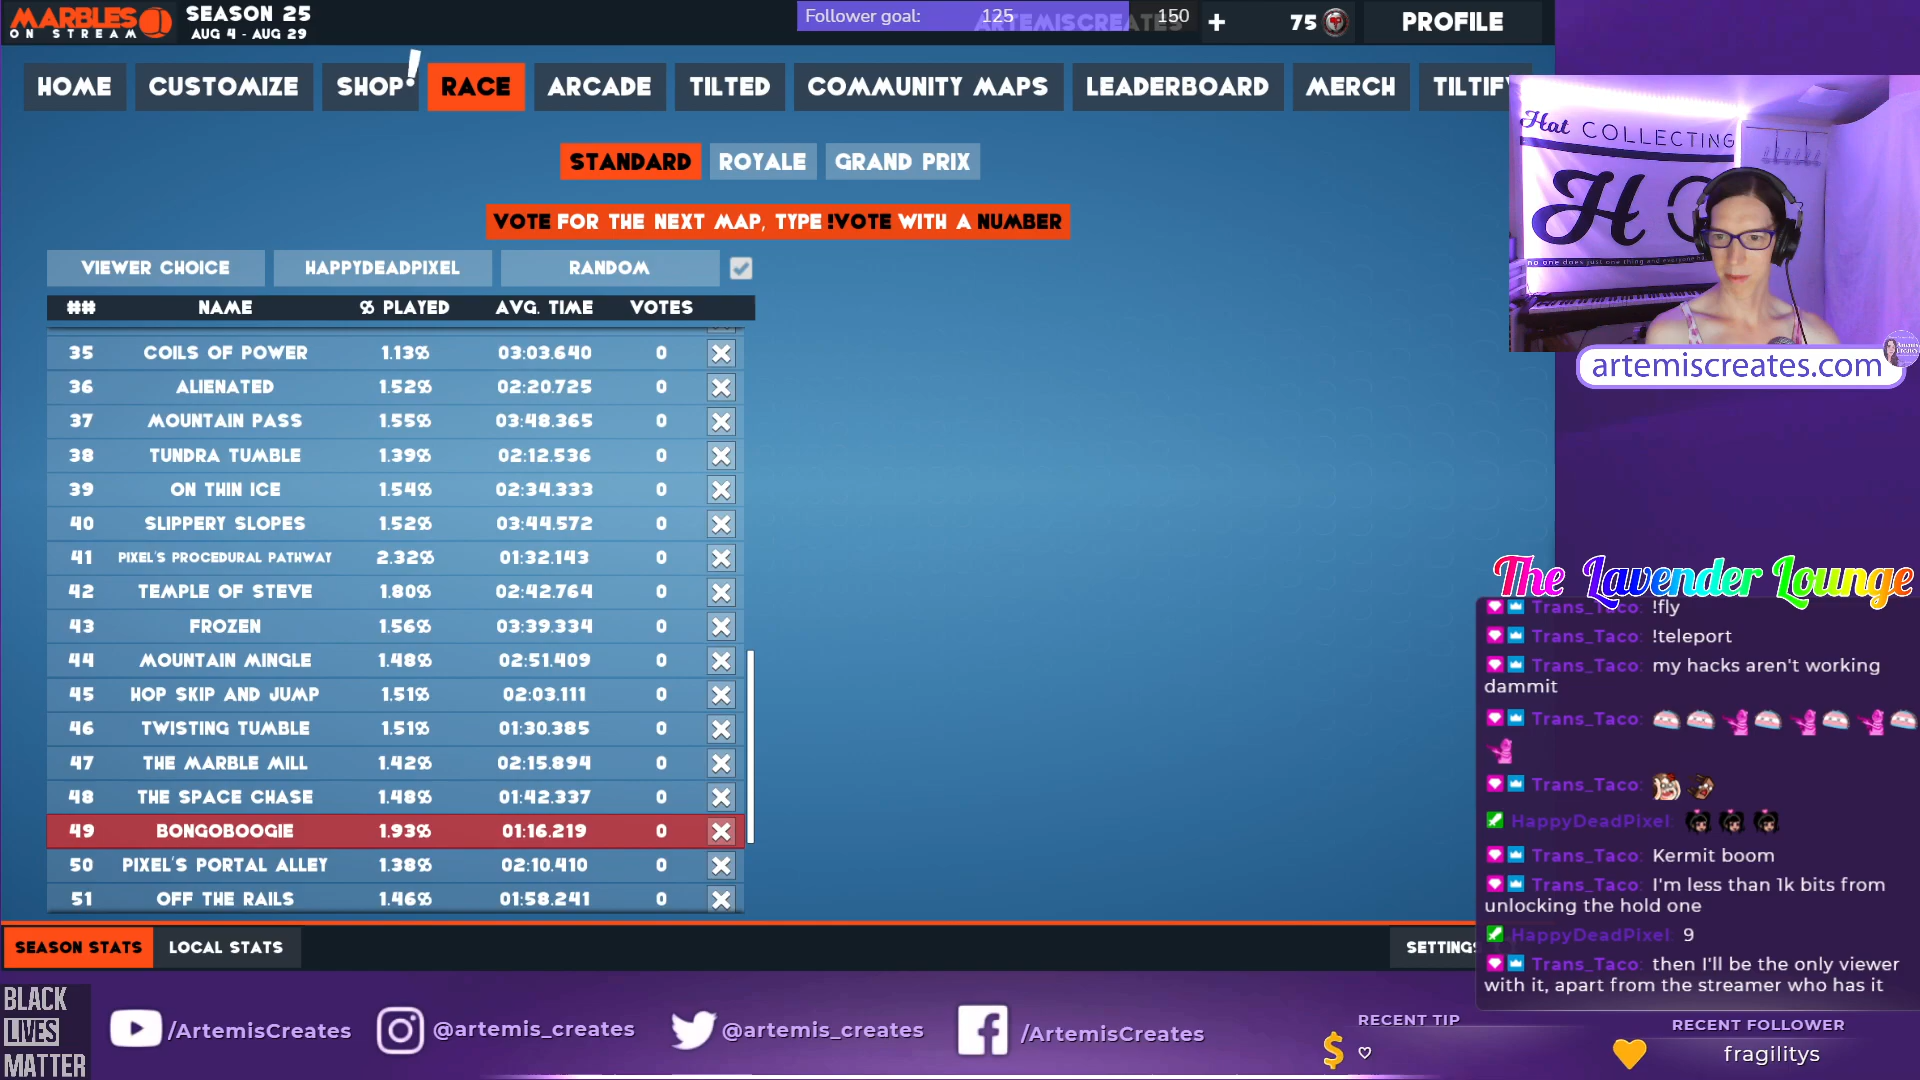 MARBLES
ON STREAM
SEASON 25
AUG 4 - AUG 29
Follower goal: 125 150
ARTEMISCREATES
+
75
PROFILE
HOME CUSTOMIZE SHOP! RACE ARCADE TILTED COMMUNITY MAPS LEADERBOARD MERCH TILTIFY
STANDARD ROYALE GRAND PRIX
VOTE FOR THE NEXT MAP, TYPE !VOTE WITH A NUMBER
VIEWER CHOICE HAPPYDEADPIXEL RANDOM
## NAME % PLAYED AVG. TIME VOTES
35 COILS OF POWER 1.13% 03:03.640 0
36 ALIENATED 1.52% 02:20.725 0
37 MOUNTAIN PASS 1.55% 03:48.365 0
38 TUNDRA TUMBLE 1.39% 02:12.536 0
39 ON THIN ICE 1.54% 02:34.333 0
40 SLIPPERY SLOPES 1.52% 03:44.572 0
41 PIXEL'S PROCEDURAL PATHWAY 2.32% 01:32.143 0
42 TEMPLE OF STEVE 1.80% 02:42.764 0
43 FROZEN 1.56% 03:39.334 0
44 MOUNTAIN MINGLE 1.48% 02:51.409 0
45 HOP SKIP AND JUMP 1.51% 02:03.111 0
46 TWISTING TUMBLE 1.51% 01:30.385 0
47 THE MARBLE MILL 1.42% 02:15.894 0
48 THE SPACE CHASE 1.48% 01:42.337 0
49 BONGOBOOGIE 1.93% 01:16.219 0
50 PIXEL'S PORTAL ALLEY 1.38% 02:10.410 0
51 OFF THE RAILS 1.46% 01:58.241 0
SEASON STATS LOCAL STATS
SETTINGS
Hat COLLECTING
H
no one does just one thing and everyone
artemiscreates.com
The Lavender Lounge
Trans_Taco: !fly
Trans_Taco: !teleport
Trans_Taco: my hacks aren't working
dammit
Trans_Taco:
Trans_Taco:
HappyDeadPixel:
Trans_Taco: Kermit boom
Trans_Taco: I'm less than 1k bits from
unlocking the hold one
HappyDeadPixel: 9
Trans_Taco: then I'll be the only viewer
with it, apart from the streamer who has it
BLACK
LIVES
MATTER
/ArtemisCreates
@artemis_creates
@artemis_creates
/ArtemisCreates
RECENT TIP
RECENT FOLLOWER
fragilitys